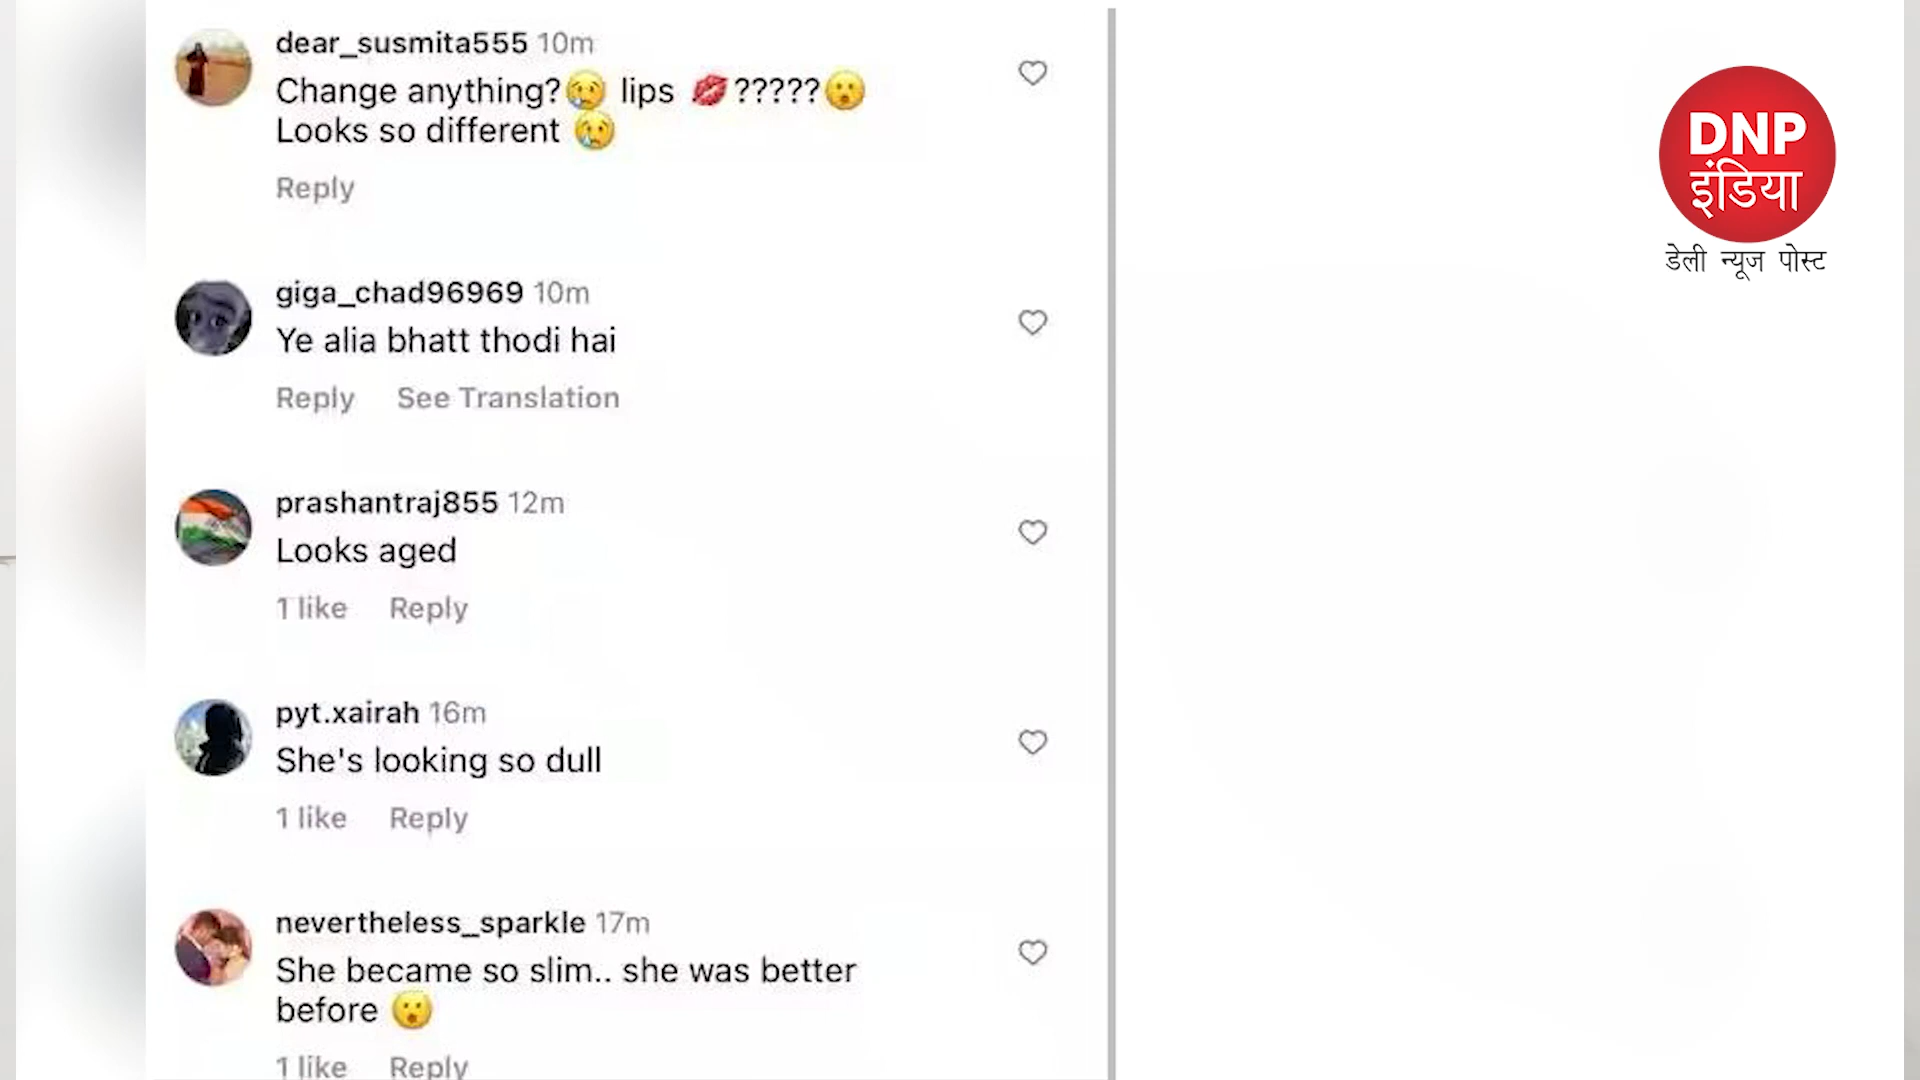 dear_susmita555 10m
Change anything?😢 lips 💋?????😮
Looks so different 😢
Reply
giga_chad96969 10m
Ye alia bhatt thodi hai
Reply See Translation
prashantraj855 12m
Looks aged
1 like Reply
pyt.xairah 16m
She's looking so dull
1 like Reply
nevertheless_sparkle 17m
She became so slim.. she was better
before 😮
1 like Reply
DNP
इंडिया
डेली न्यूज पोस्ट